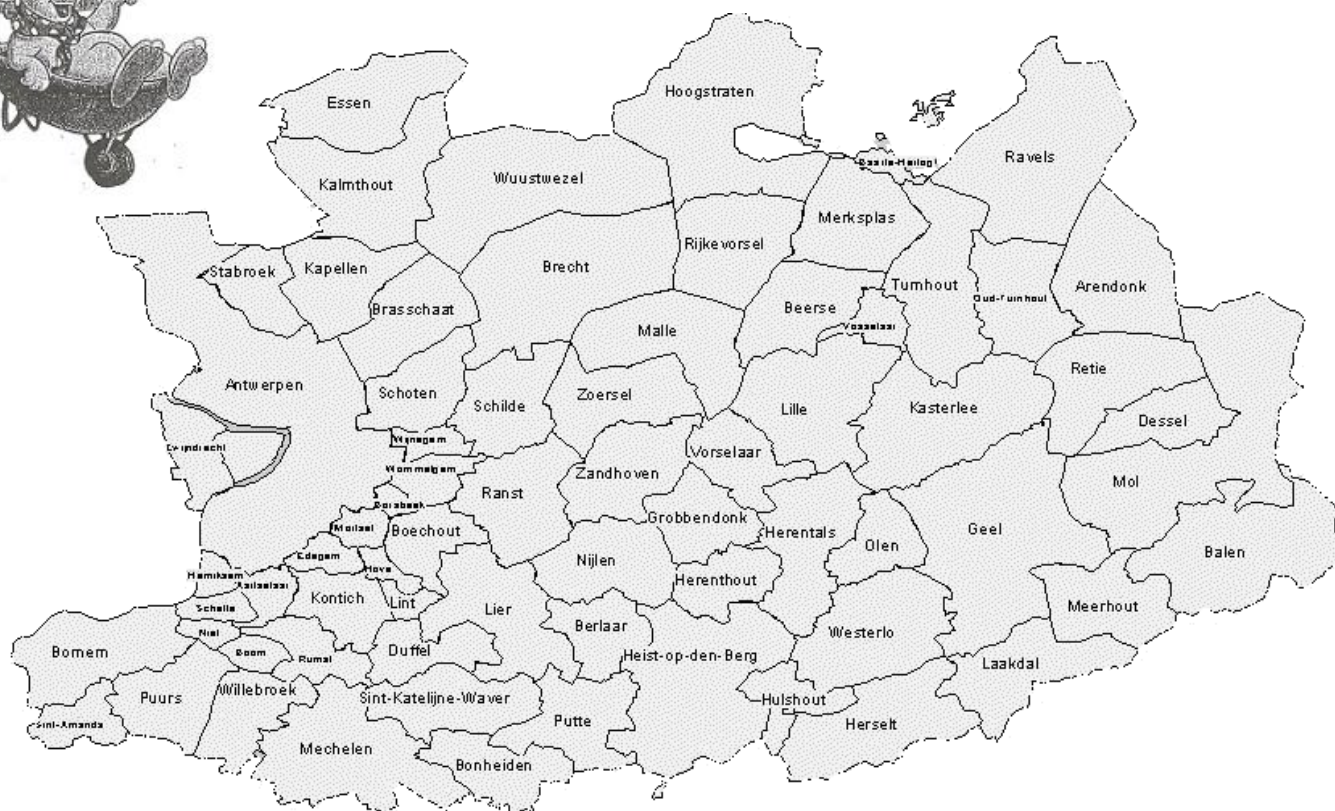 Essen
Hoogstraten
Baarle-Hertog
Ravels
Kalmthout
Wuustwezel
Merksplas
Rijkevorsel
Stabroek
Kapellen
Brecht
Turnhout
Arendonk
Oud-Turnhout
Brasschaat
Beerse
Vosselaar
Malle
Retie
Antwerpen
Schoten
Schilde
Zoersel
Lille
Kasterlee
Dessel
Zwijndrecht
Wijnegem
Wommelgem
Vorselaar
Zandhoven
Ranst
Mol
Borsbeek
Mortsel
Boechout
Grobbendonk
Herentals
Geel
Olen
Balen
Edegem
Hove
Nijlen
Herenthout
Hemiksem
Aartselaar
Kontich
Lint
Lier
Meerhout
Schelle
Niel
Berlaar
Westerlo
Bornem
Boom
Rumst
Duffel
Heist-op-den-Berg
Laakdal
Puurs
Willebroek
Sint-Katelijne-Waver
Hulshout
Sint-Amands
Putte
Herselt
Mechelen
Bonheiden